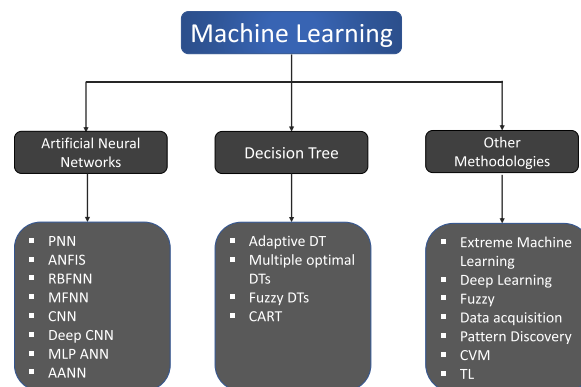 Machine Learning
Artificial Neural
Networks
Decision Tree
Other
Methodologies
▪ PNN
▪ ANFIS
▪ RBFNN
▪ MFNN
▪ CNN
▪ Deep CNN
▪ MLP ANN
▪ AANN
▪ Adaptive DT
▪ Multiple optimal
DTs
▪ Fuzzy DTs
▪ CART
▪ Extreme Machine
Learning
▪ Deep Learning
▪ Fuzzy
▪ Data acquisition
▪ Pattern Discovery
▪ CVM
▪ TL